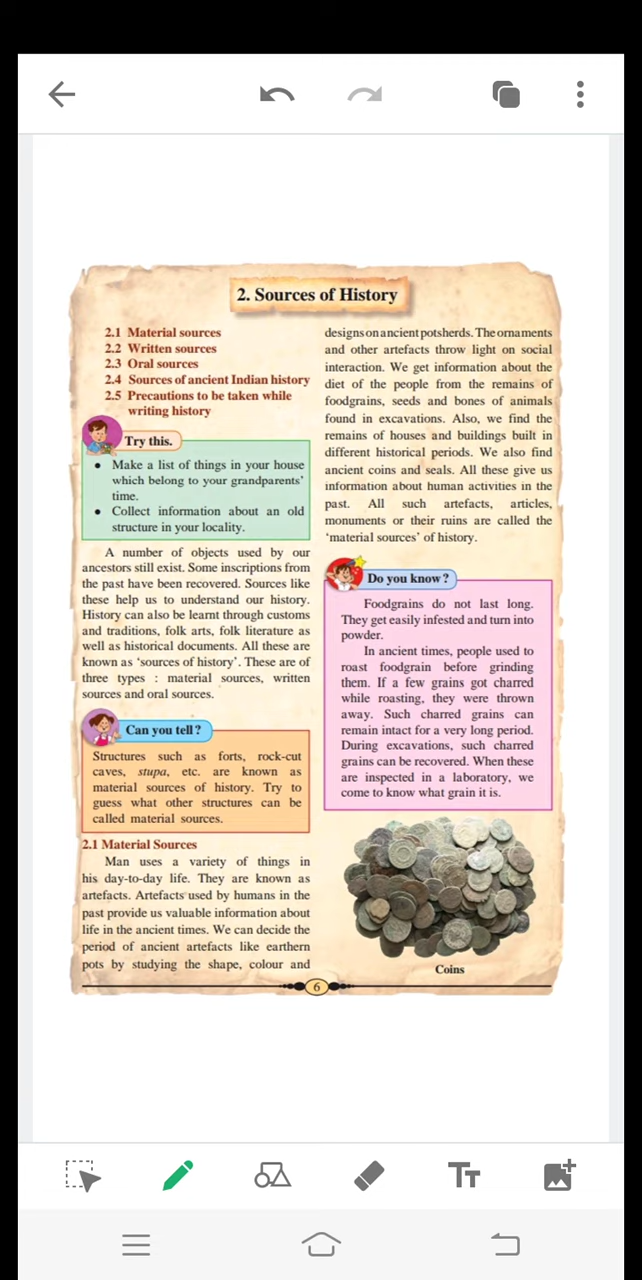 2. Sources of History
2.1 Material sources
2.2 Written sources
2.3 Oral sources
2.4 Sources of ancient Indian history
2.5 Precautions to be taken while
writing history
Try this.
• Make a list of things in your house
which belong to your grandparents'
time.
• Collect information about an old
structure in your locality.
A number of objects used by our
ancestors still exist. Some inscriptions from
the past have been recovered. Sources like
these help us to understand our history.
History can also be learnt through customs
and traditions, folk arts, folk literature as
well as historical documents. All these are
known as 'sources of history'. These are of
three types : material sources, written
sources and oral sources.
Can you tell?
Structures such as forts, rock-cut
caves, stupa, etc. are known as
material sources of history. Try to
guess what other structures can be
called material sources.
2.1 Material Sources
Man uses a variety of things in
his day-to-day life. They are known as
artefacts. Artefacts used by humans in the
past provide us valuable information about
life in the ancient times. We can decide the
period of ancient artefacts like earthern
pots by studying the shape, colour and
designs on ancient potsherds. The ornaments
and other artefacts throw light on social
interaction. We get information about the
diet of the people from the remains of
foodgrains, seeds and bones of animals
found in excavations. Also, we find the
remains of houses and buildings built in
different historical periods. We also find
ancient coins and seals. All these give us
information about human activities in the
past. All such artefacts, articles,
monuments or their ruins are called the
'material sources' of history.
Do you know?
Foodgrains do not last long.
They get easily infested and turn into
powder.
In ancient times, people used to
roast foodgrain before grinding
them. If a few grains got charred
while roasting, they were thrown
away. Such charred grains can
remain intact for a very long period.
During excavations, such charred
grains can be recovered. When these
are inspected in a laboratory, we
come to know what grain it is.
Coins
6
TT